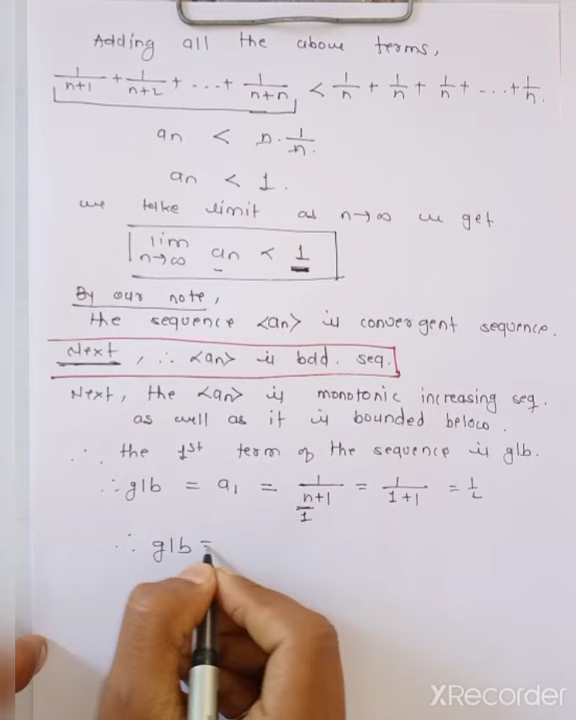 Adding all the above terms,
1/n+1 + 1/n+2 + ... + 1/n+n < 1/n + 1/n + 1/n + ... + 1/n.
an < n · 1/n.
an < 1.
we take limit as n→∞ we get
lim n→∞ an < 1
By our note,
the sequence <an> is convergent sequence.
Next, ∴ <an> is bdd. seq.
Next, the <an> is monotonic increasing seq.
as well as it is bounded below.
∴ the 1st term of the sequence is glb.
∴ glb = a1 = 1/n+1 = 1/1+1 = 1/2
1
∴ glb =
XRecorder